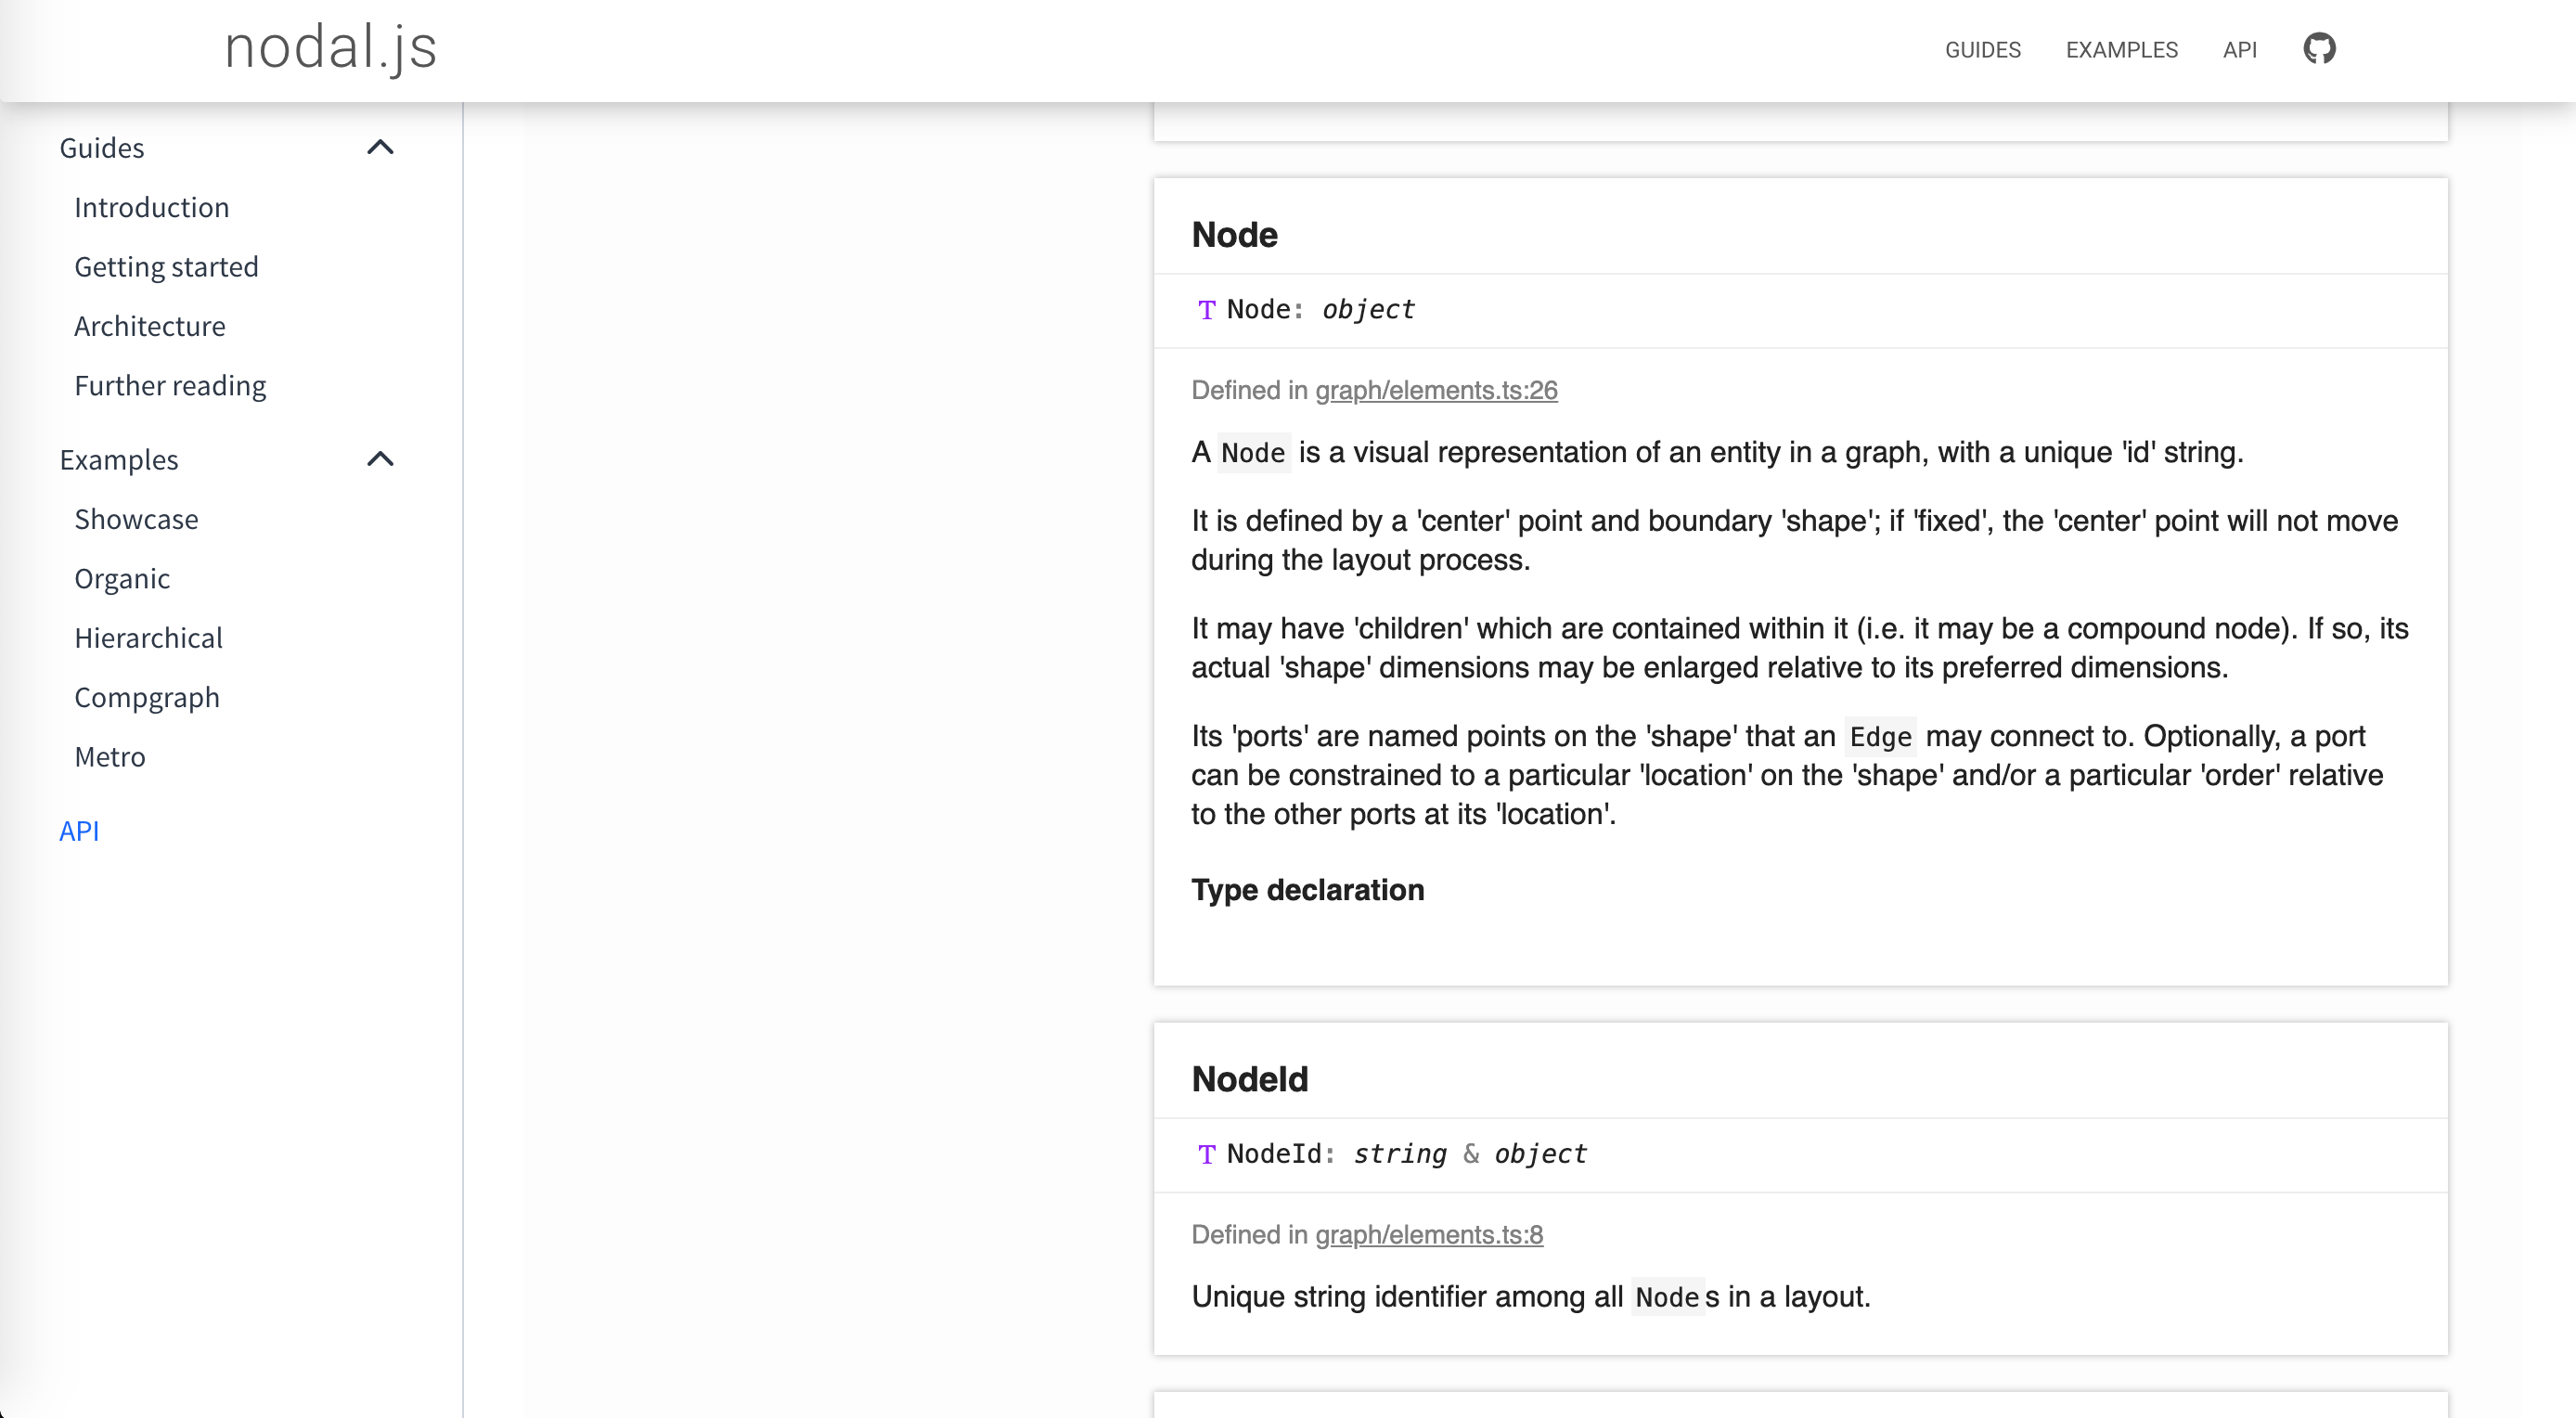 nodal.js
GUIDES
EXAMPLES
API
Guides
Introduction
Getting started
Architecture
Further reading
Examples
Showcase
Organic
Hierarchical
Compgraph
Metro
API
Node
T Node: object
Defined in graph/elements.ts:26
A Node is a visual representation of an entity in a graph, with a unique 'id' string.
It is defined by a 'center' point and boundary 'shape'; if 'fixed', the 'center' point will not move
during the layout process.
It may have 'children' which are contained within it (i.e. it may be a compound node). If so, its
actual 'shape' dimensions may be enlarged relative to its preferred dimensions.
Its 'ports' are named points on the 'shape' that an Edge may connect to. Optionally, a port
can be constrained to a particular 'location' on the 'shape' and/or a particular 'order' relative
to the other ports at its 'location'.
Type declaration
NodeId
T NodeId: string & object
Defined in graph/elements.ts:8
Unique string identifier among all Nodes in a layout.